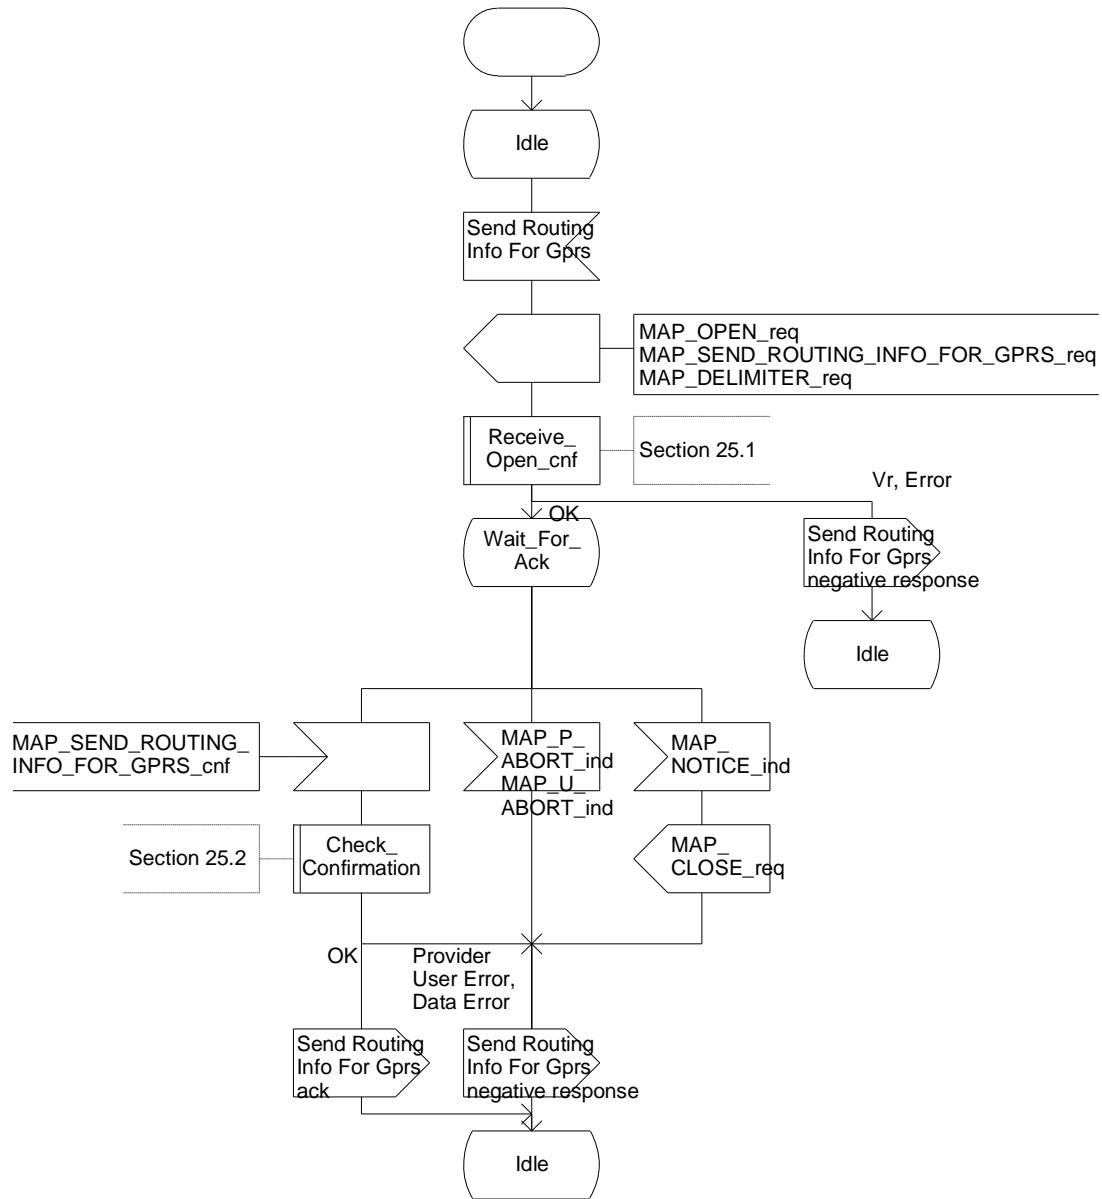 Idle
Send Routing
Info For Gprs
MAP_OPEN_req
MAP_SEND_ROUTING_INFO_FOR_GPRS_req
MAP_DELIMITER_req
Receive_
Open_cnf
Section 25.1
Vr, Error
OK
Wait_For_
Ack
Send Routing
Info For Gprs
negative response
Idle
MAP_SEND_ROUTING_
INFO_FOR_GPRS_cnf
MAP_P_
ABORT_ind
MAP_U_
ABORT_ind
MAP_
NOTICE_ind
Section 25.2
Check_
Confirmation
MAP_
CLOSE_req
OK
Provider
User Error,
Data Error
Send Routing
Info For Gprs
ack
Send Routing
Info For Gprs
negative response
Idle